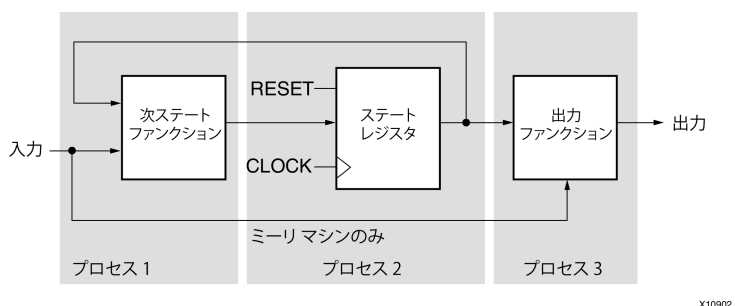 RESET
次ステート
ファンクション
ステート
レジスタ
出力
ファンクション
入力
出力
CLOCK
ミーリ マシンのみ
プロセス 1
プロセス 2
プロセス 3
X10902